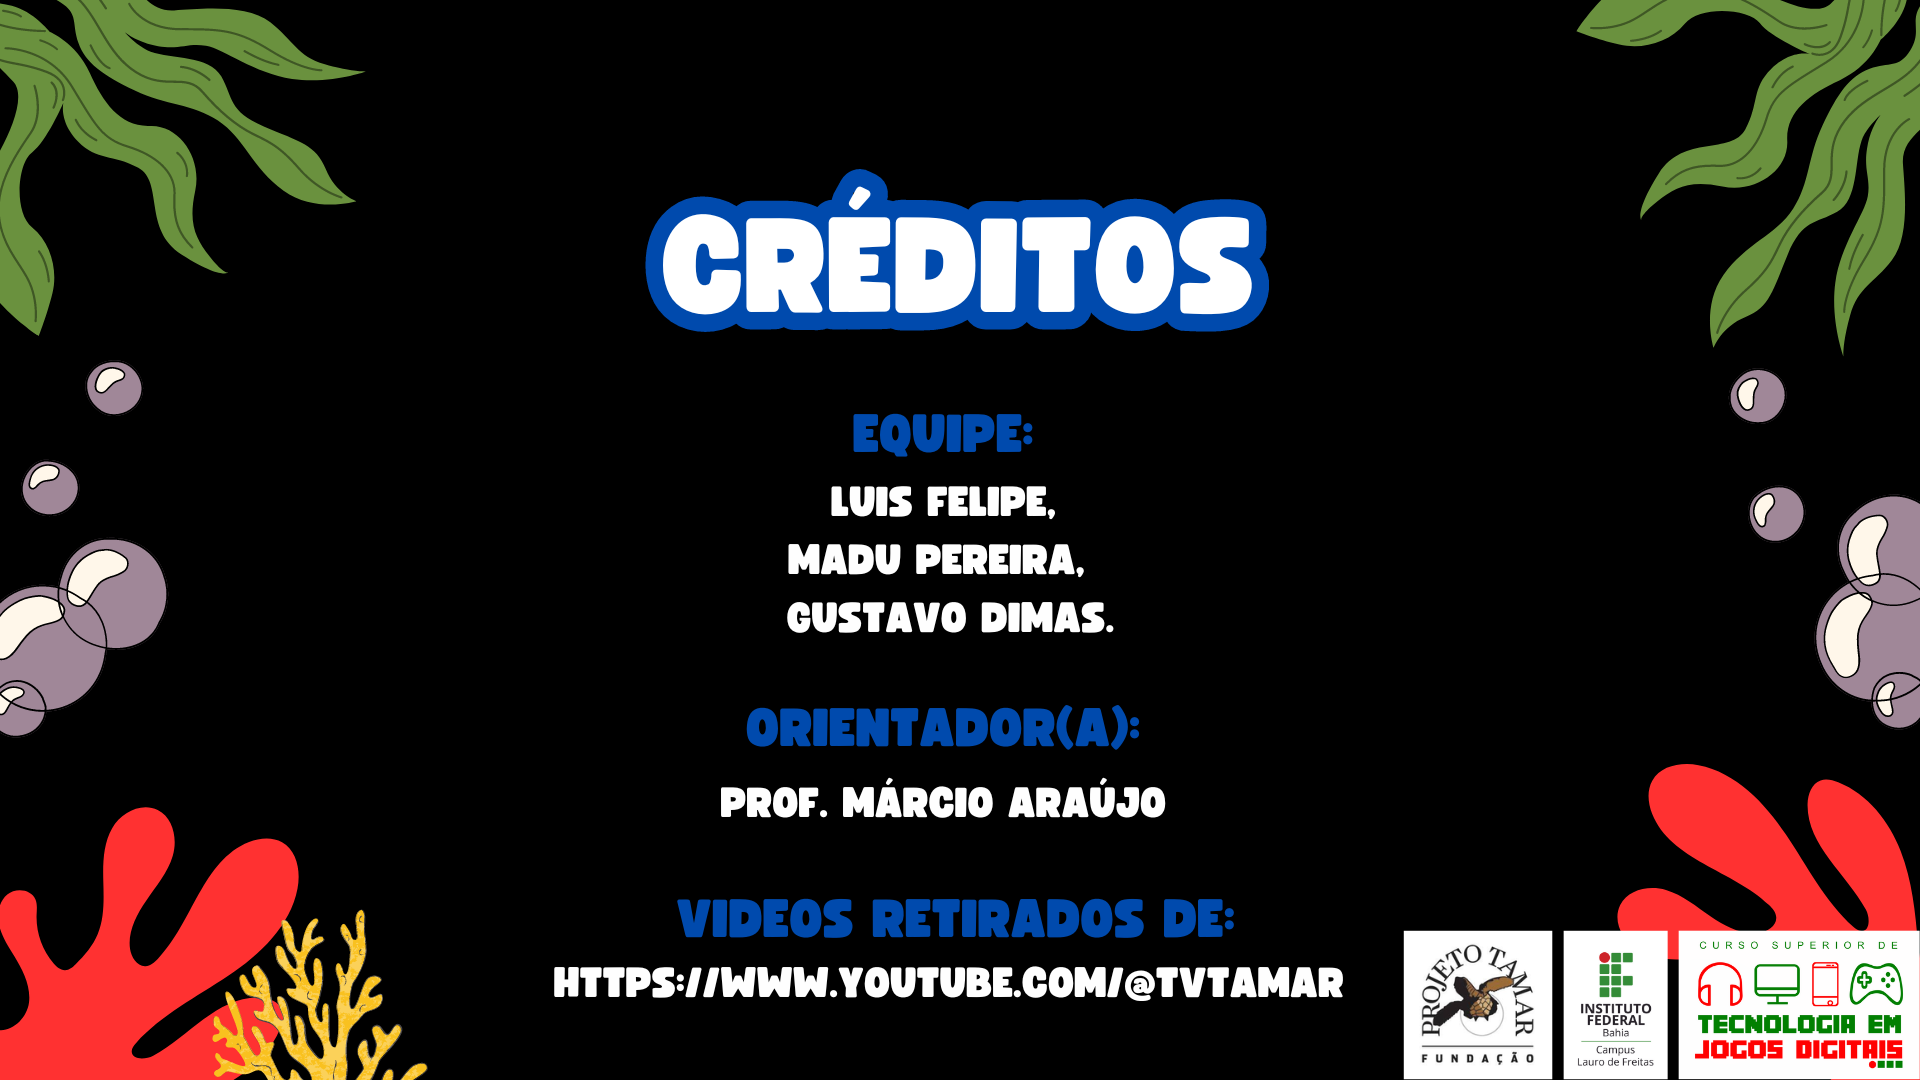 CRÉDITOS
EQUIPE:
LUIS FELIPE,
MADU PEREIRA,
GUSTAVO DIMAS.
ORIENTADOR(A):
PROF. MÁRCIO ARAÚJO
VIDEOS RETIRADOS DE:
HTTPS://WWW.YOUTUBE.COM/@TVTAMAR
PROJETO TAMAR
FUNDAÇÃO
INSTITUTO
FEDERAL
Bahia
Campus
Lauro de Freitas
CURSO SUPERIOR DE
TECNOLOGIA EM
JOGOS DIGITAIS